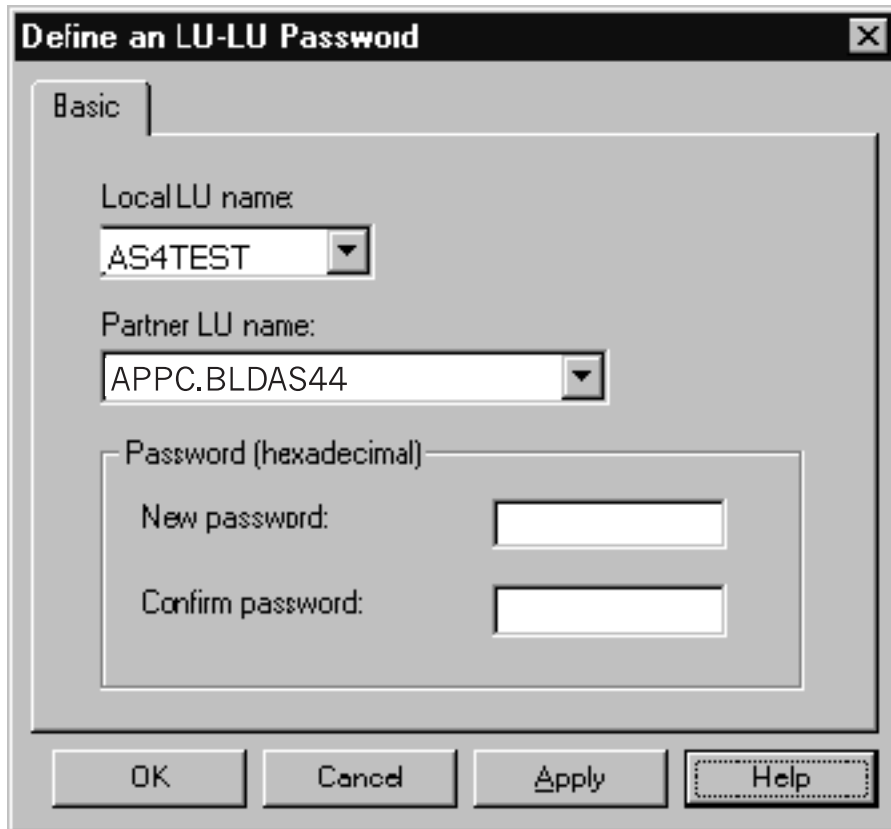 Define an LU-LU Password
Basic
Local LU name:
AS4TEST
Partner LU name:
APPC.BLDAS44
Password (hexadecimal)
New password:
Confirm password:
OK Cancel Apply Help